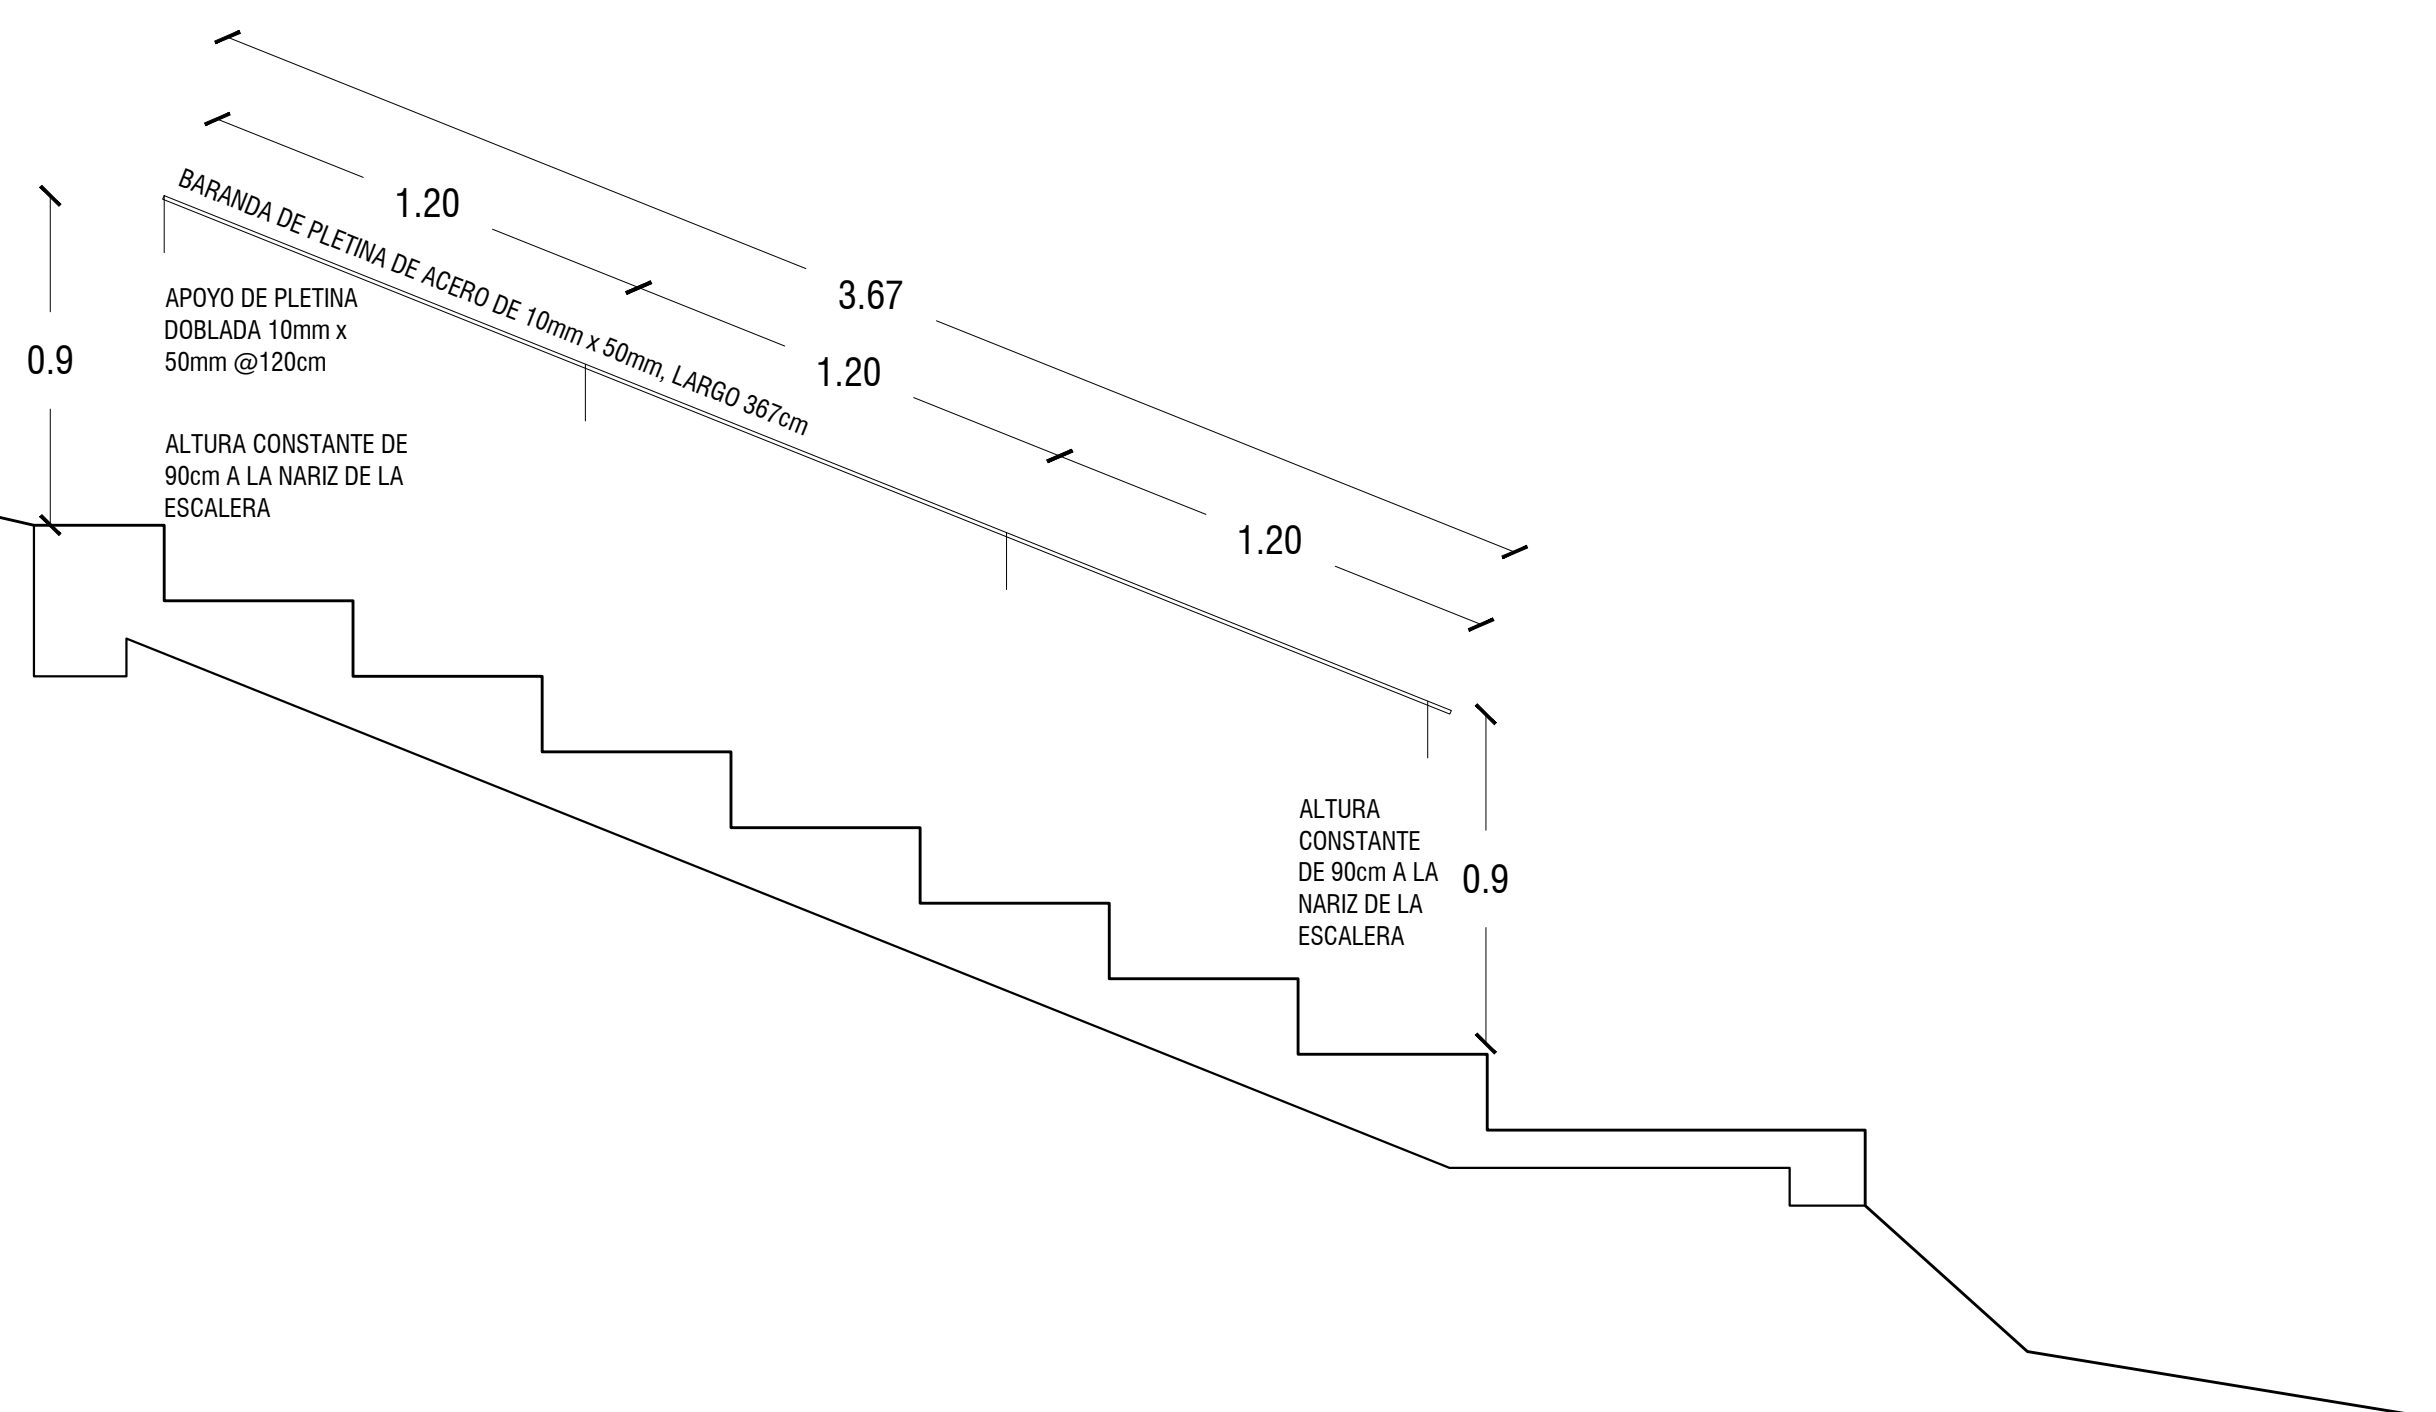 BARANDA DE PLETINA DE ACERO DE 10mm x 50mm, LARGO 367cm
1.20
3.67
1.20
1.20
0.9
APOYO DE PLETINA
DOBLADA 10mm x
50mm @120cm
ALTURA CONSTANTE DE
90cm A LA NARIZ DE LA
ESCALERA
ALTURA
CONSTANTE
DE 90cm A LA
NARIZ DE LA
ESCALERA
0.9